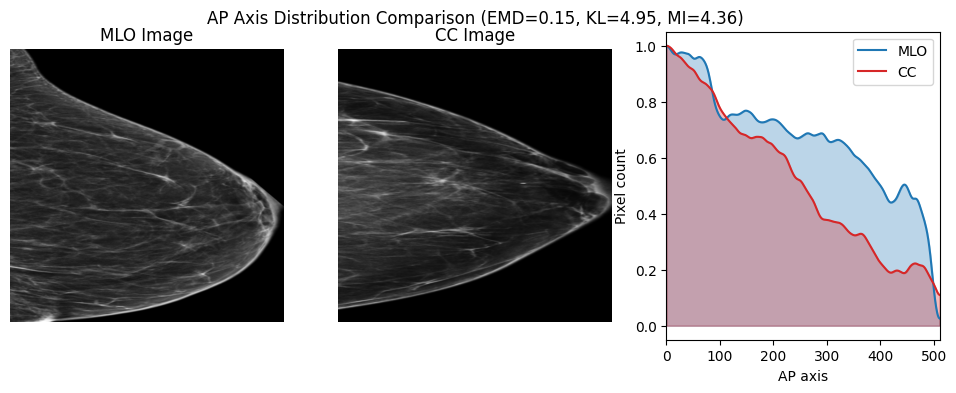 AP Axis Distribution Comparison (EMD=0.15, KL=4.95, MI=4.36)
MLO Image
CC Image
MLO
CC
1.0
0.8
0.6
0.4
0.2
0.0
Pixel count
0 100 200 300 400 500
AP axis